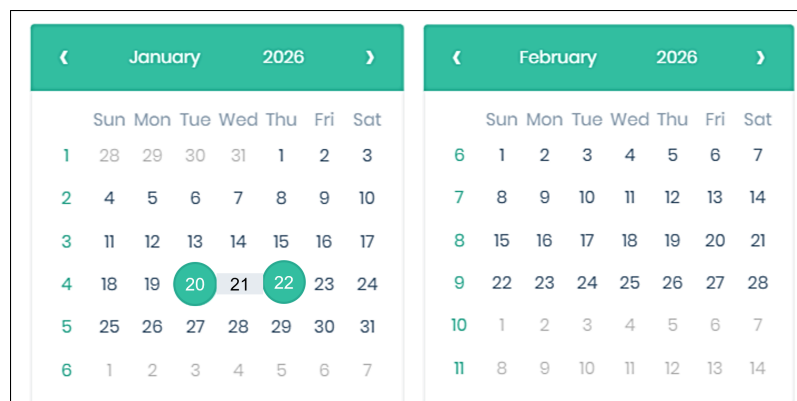 ‹ January 2026 ›
Sun Mon Tue Wed Thu Fri Sat
1 28 29 30 31 1 2 3
2 4 5 6 7 8 9 10
3 11 12 13 14 15 16 17
4 18 19 20 21 22 23 24
5 25 26 27 28 29 30 31
6 1 2 3 4 5 6 7
‹ February 2026 ›
Sun Mon Tue Wed Thu Fri Sat
6 1 2 3 4 5 6 7
7 8 9 10 11 12 13 14
8 15 16 17 18 19 20 21
9 22 23 24 25 26 27 28
10 1 2 3 4 5 6 7
11 8 9 10 11 12 13 14